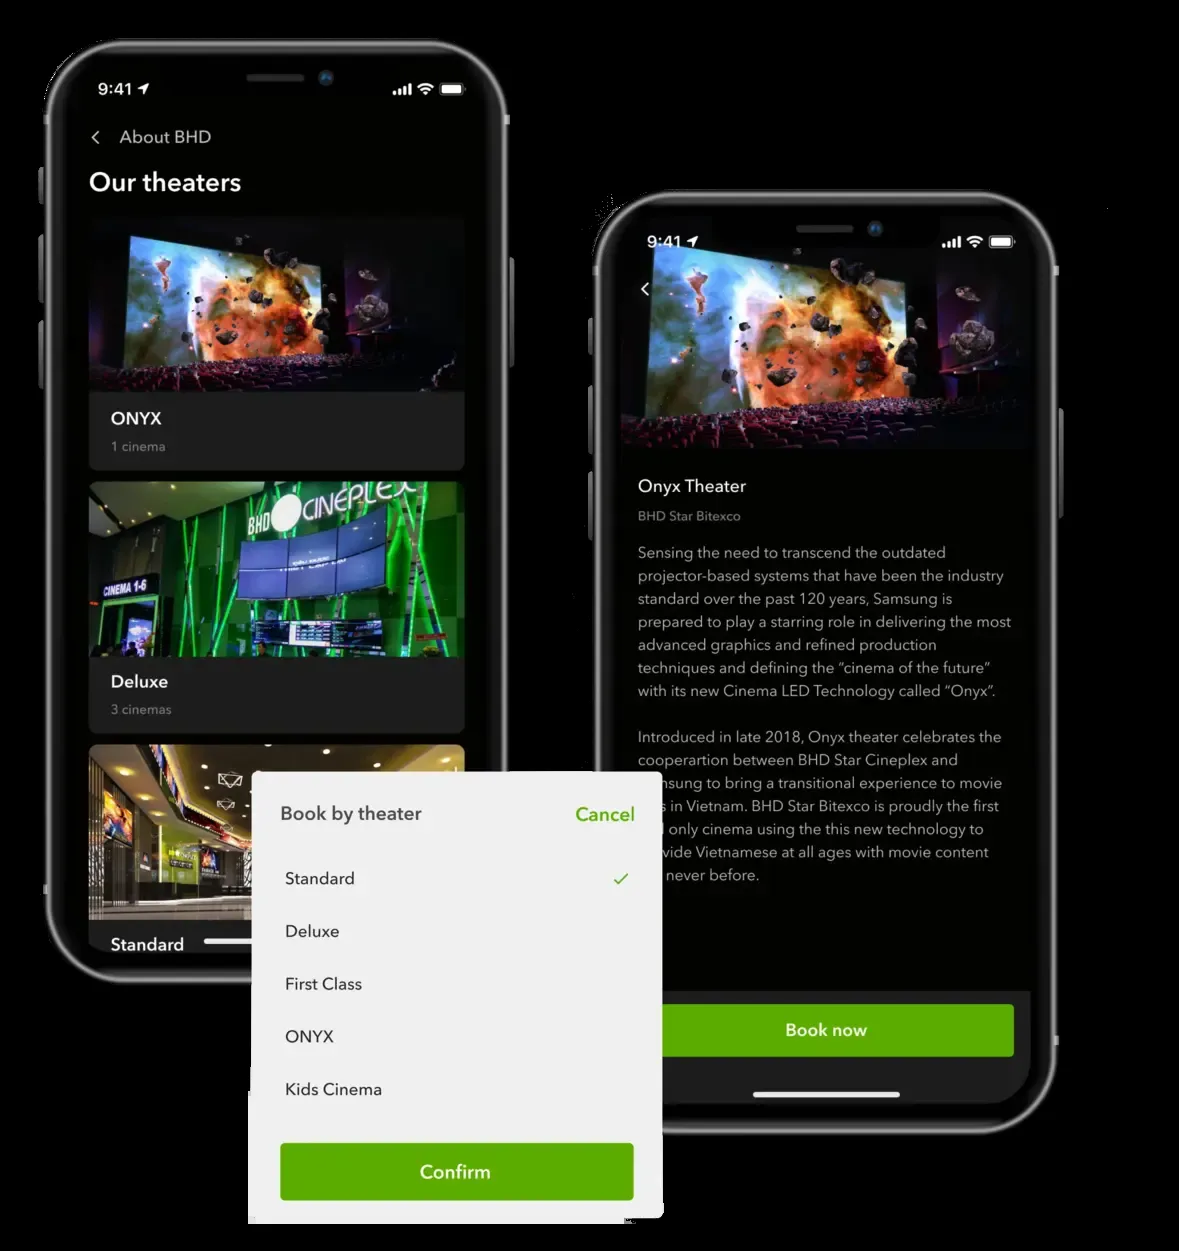 9:41
About BHD
Our theaters
ONYX
1 cinema
BHD CINEPLEX
CINEMA 1-6
Deluxe
3 cinemas
Standard
9:41
Onyx Theater
BHD Star Bitexco
Sensing the need to transcend the outdated
projector-based systems that have been the industry
standard over the past 120 years, Samsung is
prepared to play a starring role in delivering the most
advanced graphics and refined production
techniques and defining the “cinema of the future”
with its new Cinema LED Technology called “Onyx”.
Introduced in late 2018, Onyx theater celebrates the
coopearartion between BHD Star Cineplex and
nsung to bring a transitional experience to movie
s in Vietnam. BHD Star Bitexco is proudly the first
only cinema using the this new technology to
vide Vietnamese at all ages with movie content
never before.
Book now
Book by theater
Cancel
Standard
Deluxe
First Class
ONYX
Kids Cinema
Confirm